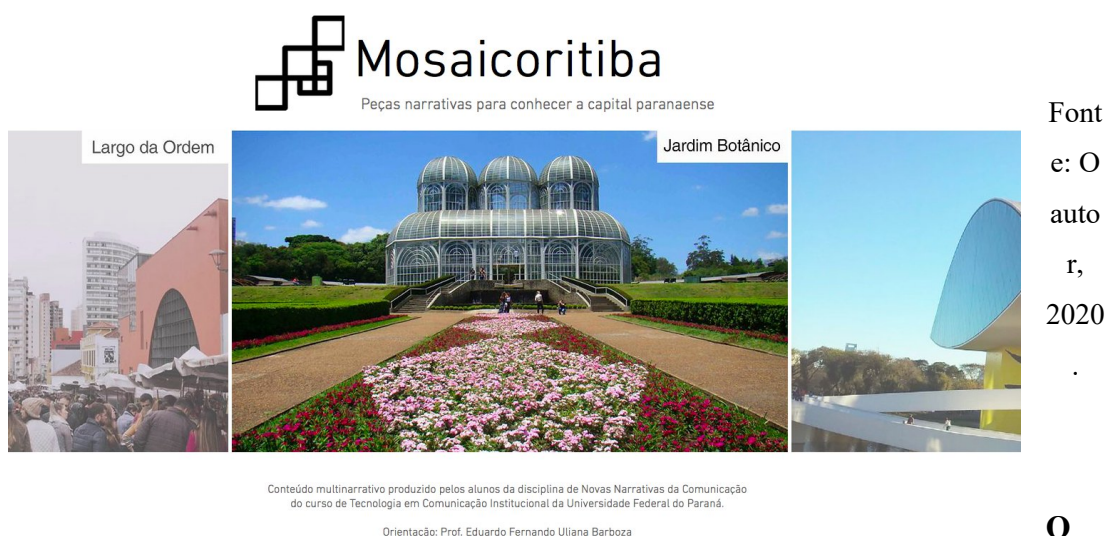 Mosaicoritiba
Peças narrativas para conhecer a capital paranaense
Largo da Ordem
Jardim Botânico
Conteúdo multinarrativo produzido pelos alunos da disciplina de Novas Narrativas da Comunicação
do curso de Tecnologia em Comunicação Institucional da Universidade Federal do Paraná.
Orientação: Prof. Eduardo Fernando Uliana Barboza
Font
e: O
auto
r,
2020
.
O